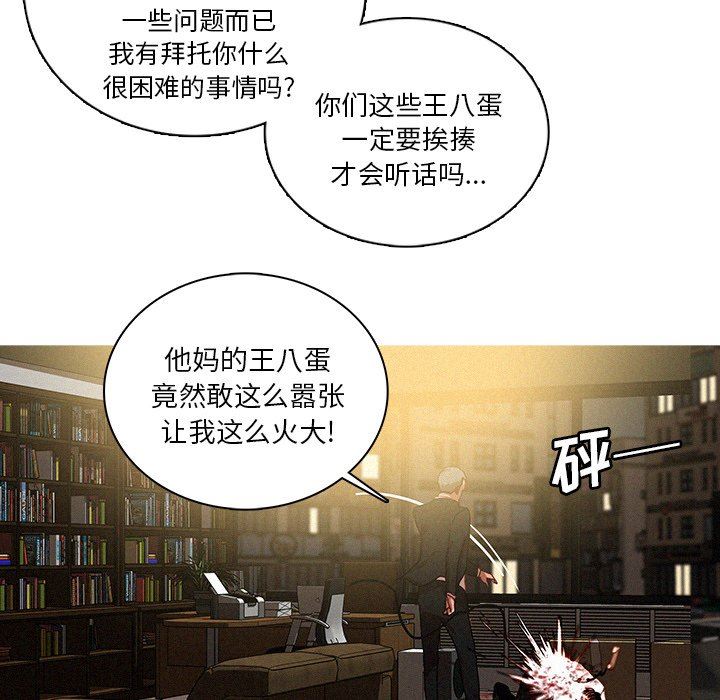 一些问题而已
我有拜托你什么
很困难的事情吗?
你们这些王八蛋
一定要挨揍
才会听话吗...
他妈的王八蛋
竟然敢这么嚣张
让我这么火大!
砰—